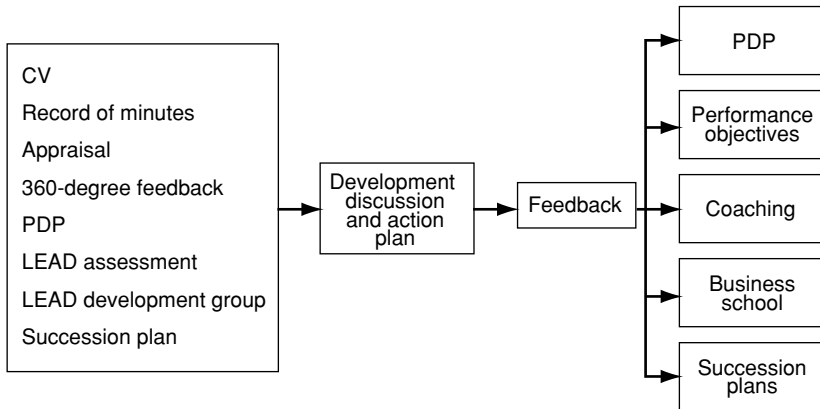 CV
Record of minutes
Appraisal
360-degree feedback
PDP
LEAD assessment
LEAD development group
Succession plan
Development
discussion
and action
plan
Feedback
PDP
Performance
objectives
Coaching
Business
school
Succession
plans